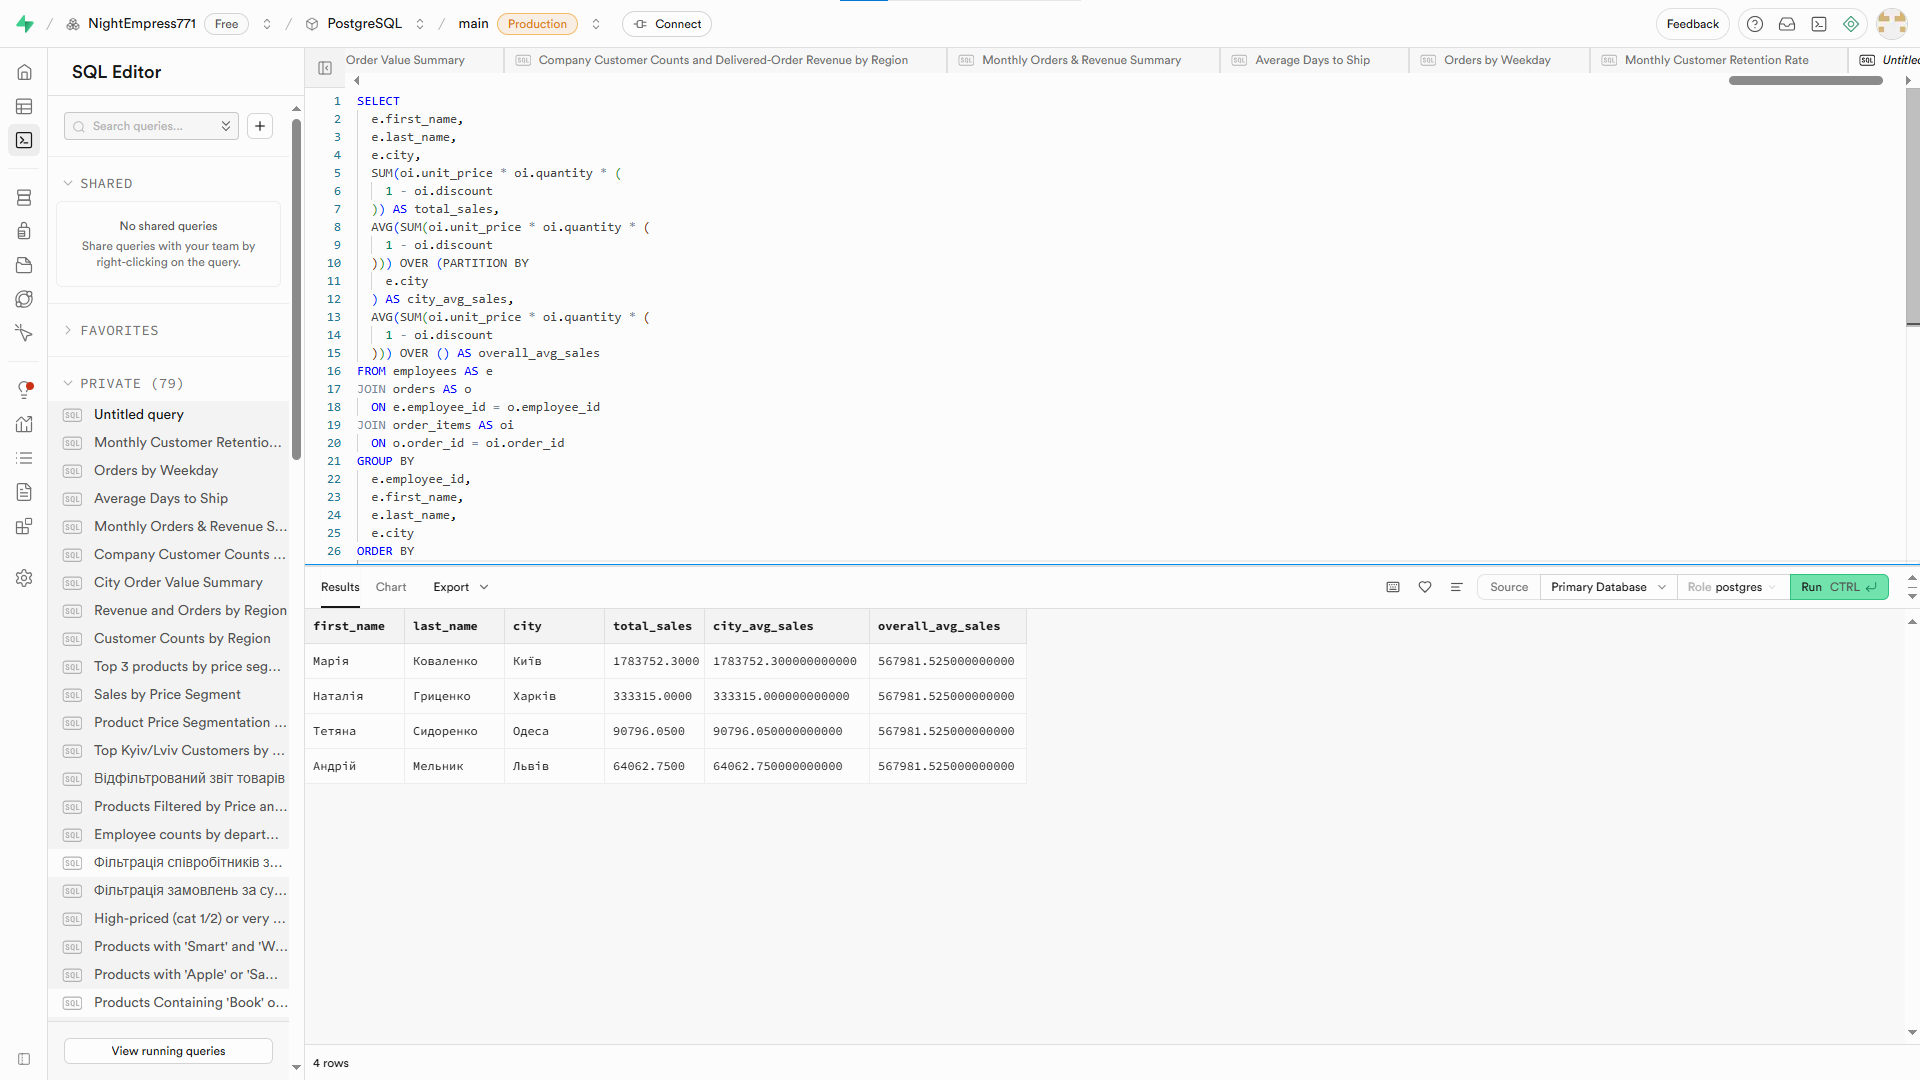 NightEmpress771
Free
PostgreSQL
main
Production
Connect
Feedback
SQL Editor
Order Value Summary
Company Customer Counts and Delivered-Order Revenue by Region
Monthly Orders & Revenue Summary
Average Days to Ship
Orders by Weekday
Monthly Customer Retention Rate
Search queries...
SHARED
No shared queries
Share queries with your team by
right-clicking on the query.
FAVORITES
PRIVATE (79)
Untitled query
Monthly Customer Retentio...
Orders by Weekday
Average Days to Ship
Monthly Orders & Revenue S...
Company Customer Counts ...
City Order Value Summary
Revenue and Orders by Region
Customer Counts by Region
Top 3 products by price seg...
Sales by Price Segment
Product Price Segmentation ...
Top Kyiv/Lviv Customers by ...
Відфільтрований звіт товарів
Products Filtered by Price an...
Employee counts by depart...
Фільтрація співробітників з...
Фільтрація замовлень за су...
High-priced (cat 1/2) or very ...
Products with 'Smart' and 'W...
Products with 'Apple' or 'Sa...
Products Containing 'Book' o...
View running queries
1 SELECT
2 e.first_name,
3 e.last_name,
4 e.city,
5 SUM(oi.unit_price * oi.quantity * (
6 1 - oi.discount
7 )) AS total_sales,
8 AVG(SUM(oi.unit_price * oi.quantity * (
9 1 - oi.discount
10 ))) OVER (PARTITION BY
11 e.city
12 ) AS city_avg_sales,
13 AVG(SUM(oi.unit_price * oi.quantity * (
14 1 - oi.discount
15 ))) OVER () AS overall_avg_sales
16 FROM employees AS e
17 JOIN orders AS o
18 ON e.employee_id = o.employee_id
19 JOIN order_items AS oi
20 ON o.order_id = oi.order_id
21 GROUP BY
22 e.employee_id,
23 e.first_name,
24 e.last_name,
25 e.city
26 ORDER BY
Results Chart Export
Source Primary Database Role postgres Run CTRL
first_name last_name city total_sales city_avg_sales overall_avg_sales
Марія Коваленко Київ 1783752.3000 1783752.300000000000 567981.525000000000
Наталія Гриценко Харків 333315.0000 333315.000000000000 567981.525000000000
Тетяна Сидоренко Одеса 90796.0500 90796.050000000000 567981.525000000000
Андрій Мельник Львів 64062.7500 64062.750000000000 567981.525000000000
4 rows